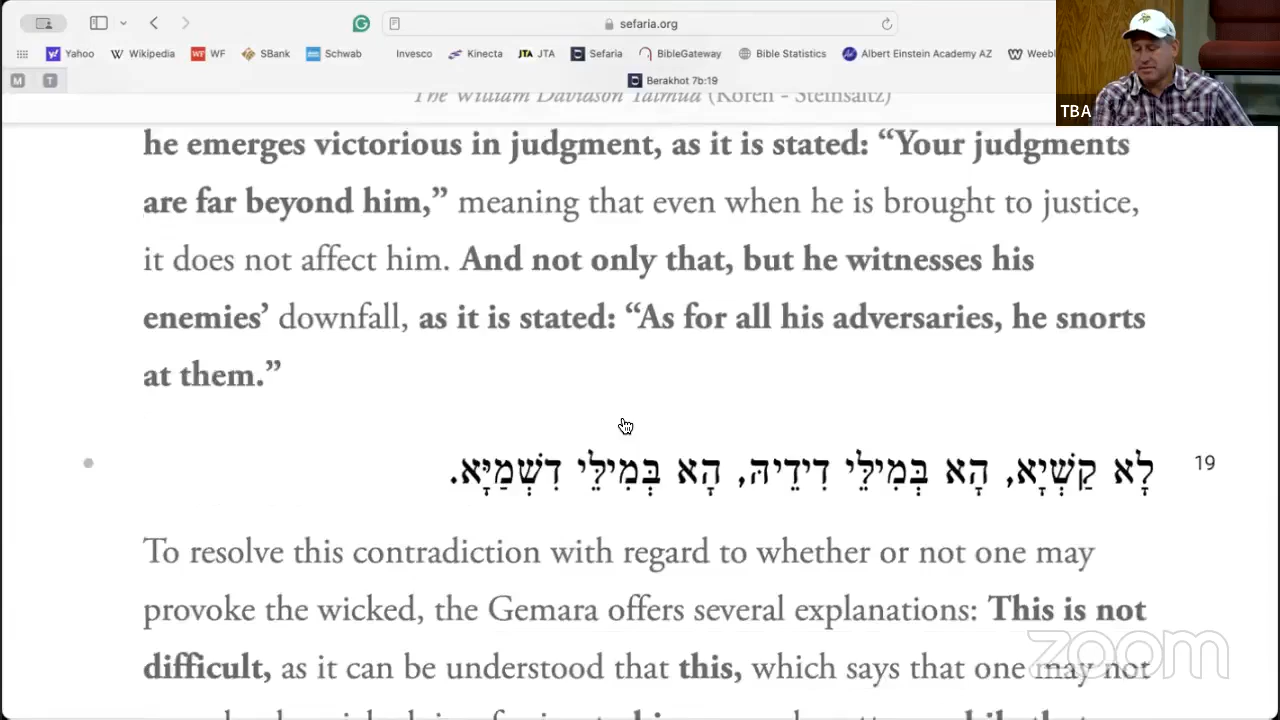 sefaria.org
Yahoo Wikipedia WF SBank Schwab Invesco Kinecta JTA Sefaria BibleGateway Bible Statistics Albert Einstein Academy AZ Weebl
M T Berakhot 7b:19
The William Davidson Talmud (Koren - Steinsaltz)
TBA
he emerges victorious in judgment, as it is stated: “Your judgments
are far beyond him,” meaning that even when he is brought to justice,
it does not affect him. And not only that, but he witnesses his
enemies’ downfall, as it is stated: “As for all his adversaries, he snorts
at them.”
לָא קַשְׁיָא, הָא בְּמִילֵּי דִידֵיהּ, הָא בְּמִילֵּי דִשְׁמַיָּא.
19
To resolve this contradiction with regard to whether or not one may
provoke the wicked, the Gemara offers several explanations: This is not
difficult, as it can be understood that this, which says that one may not
zoom